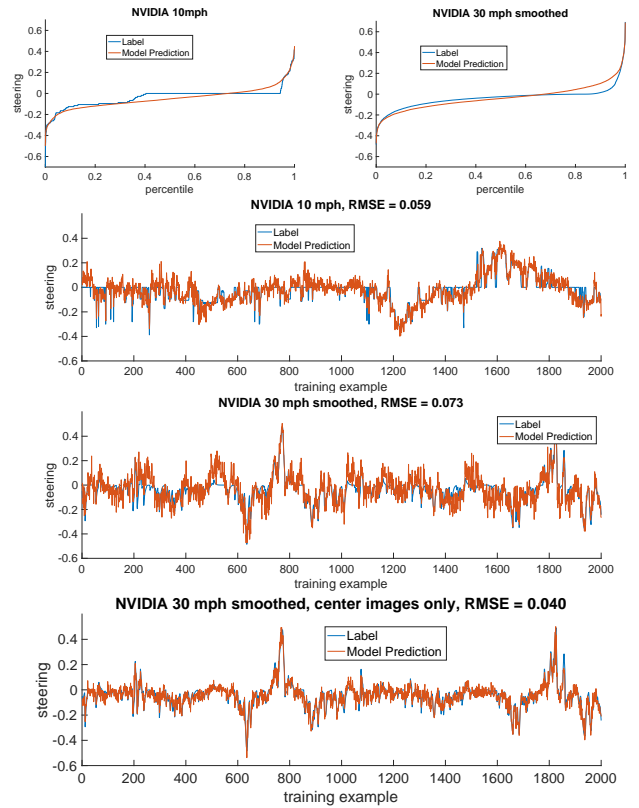 NVIDIA 10mph
NVIDIA 30 mph smoothed
0.6
0.4
0.2
0
-0.2
-0.4
-0.6
steering
Label
Model Prediction
0 0.2 0.4 0.6 0.8 1
percentile
0.6
0.4
0.2
0
-0.2
-0.4
-0.6
steering
Label
Model Prediction
0 0.2 0.4 0.6 0.8 1
percentile
NVIDIA 10 mph, RMSE = 0.059
0.4
0.2
0
-0.2
-0.4
-0.6
steering
Label
Model Prediction
0 200 400 600 800 1000 1200 1400 1600 1800 2000
training example
NVIDIA 30 mph smoothed, RMSE = 0.073
0.4
0.2
0
-0.2
-0.4
-0.6
steering
Label
Model Prediction
0 200 400 600 800 1000 1200 1400 1600 1800 2000
training example
NVIDIA 30 mph smoothed, center images only, RMSE = 0.040
0.4
0.2
0
-0.2
-0.4
-0.6
steering
Label
Model Prediction
0 200 400 600 800 1000 1200 1400 1600 1800 2000
training example